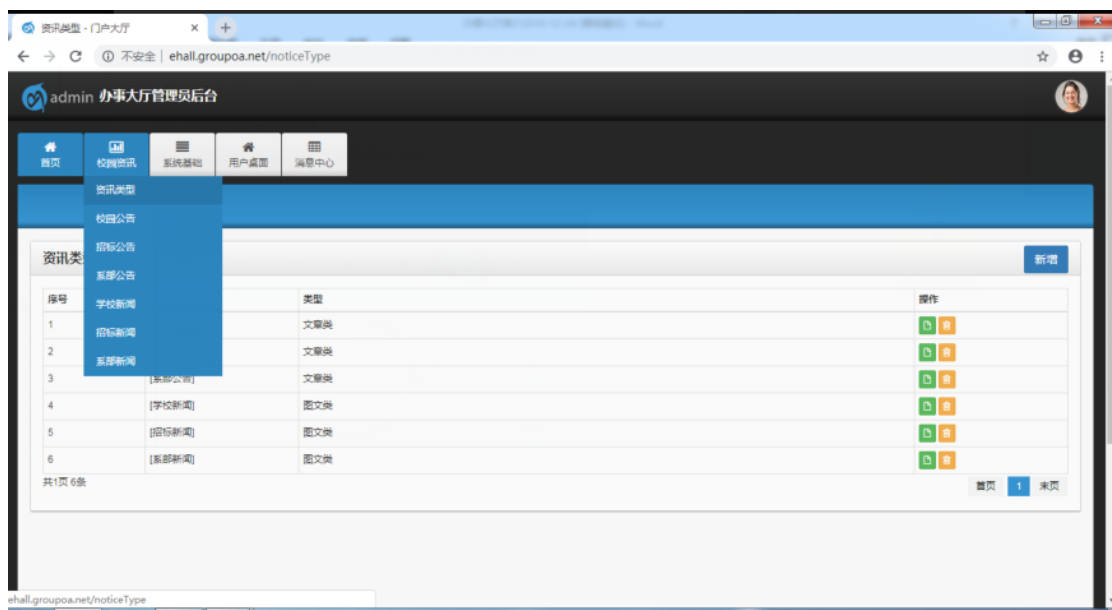 资讯类型 - 门户大厅
不安全 | ehall.groupoa.net/noticeType
admin 办事大厅管理员后台
首页 校园资讯 系统基础 用户桌面 消息中心
资讯类型
校园公告
招标公告
系部公告
学校新闻
招标新闻
系部新闻
资讯类
新增
序号 类型 操作
1 文章类
2 文章类
3 [系部公告] 文章类
4 [学校新闻] 图文类
5 [招标新闻] 图文类
6 [系部新闻] 图文类
共1页 6条 首页 1 末页
ehall.groupoa.net/noticeType